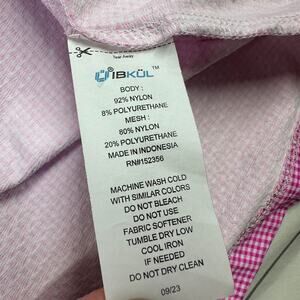 Tear Away
IBKÜL™
BODY:
92% NYLON
8% POLYURETHANE
MESH:
80% NYLON
20% POLYURETHANE
MADE IN INDONESIA
RN#152356
MACHINE WASH COLD
WITH SIMILAR COLORS
DO NOT BLEACH
DO NOT USE
FABRIC SOFTENER
TUMBLE DRY LOW
COOL IRON
IF NEEDED
DO NOT DRY CLEAN
09/23